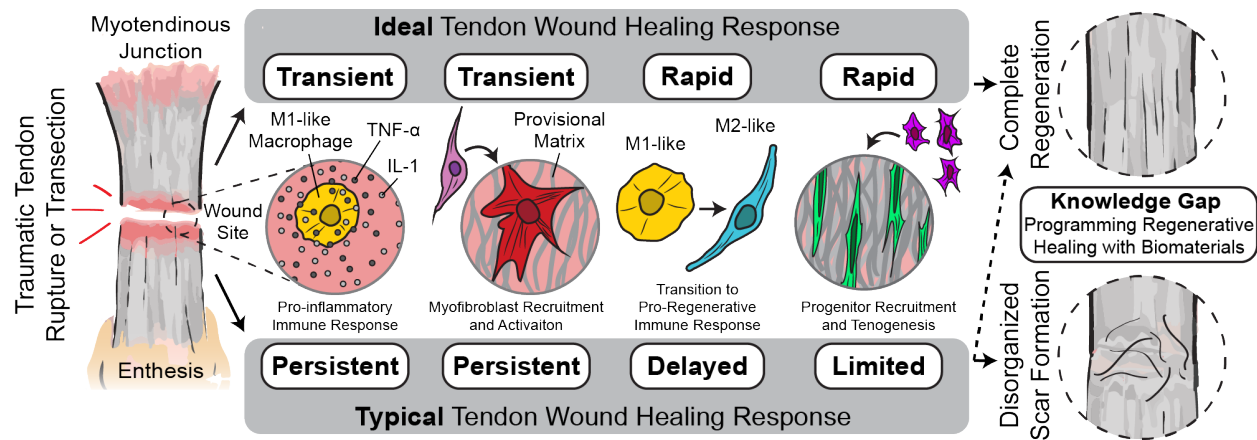 Myotendinous
Junction
Traumatic Tendon
Rupture or Transection
Wound
Site
Enthesis
Ideal Tendon Wound Healing Response
Transient
Transient
Rapid
Rapid
M1-like
Macrophage
TNF-α
IL-1
Provisional
Matrix
M1-like
M2-like
Pro-inflammatory
Immune Response
Myofibroblast Recruitment
and Activaiton
Transition to
Pro-Regenerative
Immune Response
Progenitor Recruitment
and Tenogenesis
Persistent
Persistent
Delayed
Limited
Typical Tendon Wound Healing Response
Complete
Regeneration
Knowledge Gap
Programming Regenerative
Healing with Biomaterials
Disorganized
Scar Formation